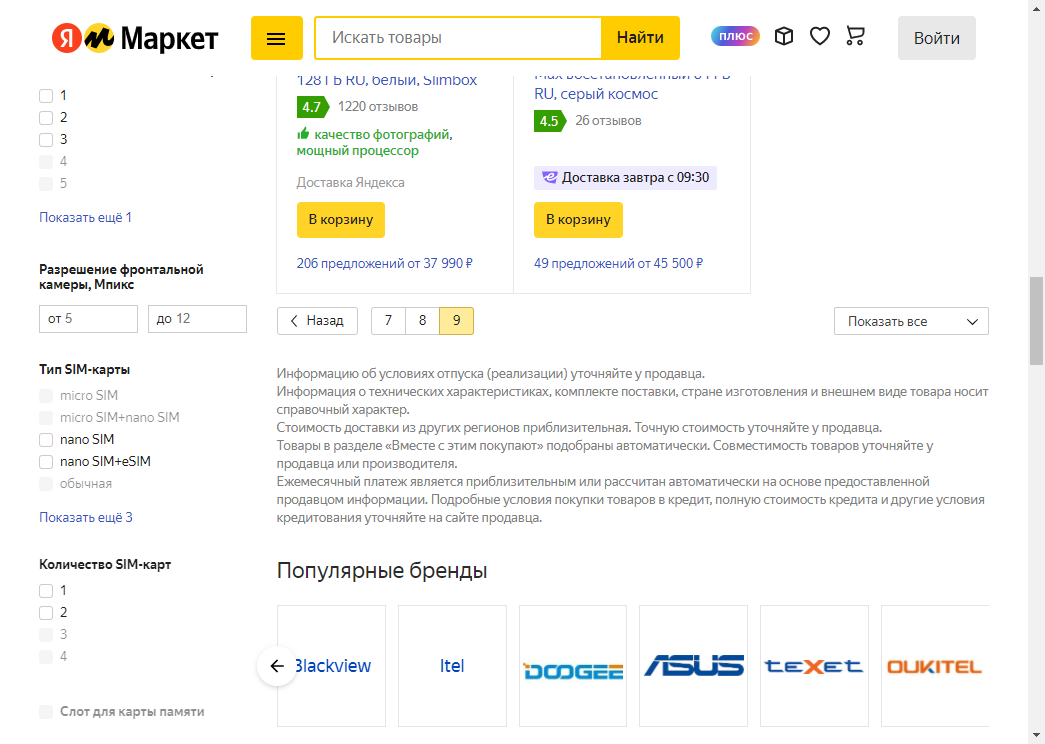 Я м Маркет
Искать товары
Найти
плюс
Войти
1
2
3
4
5
Показать ещё 1
Разрешение фронтальной
камеры, Мпикс
от 5
до 12
Тип SIM-карты
micro SIM
micro SIM+nano SIM
nano SIM
nano SIM+eSIM
обычная
Показать ещё 3
Количество SIM-карт
1
2
3
4
Слот для карты памяти
128 ГБ RU, белый, Slimbox
4.7 1220 отзывов
качество фотографий,
мощный процессор
Доставка Яндекса
В корзину
206 предложений от 37 990 ₽
RU, серый космос
4.5 26 отзывов
Доставка завтра с 09:30
В корзину
49 предложений от 45 500 ₽
Назад
7
8
9
Показать все
Информацию об условиях отпуска (реализации) уточняйте у продавца.
Информация о технических характеристиках, комплекте поставки, стране изготовления и внешнем виде товара носит
справочный характер.
Стоимость доставки из других регионов приблизительная. Точную стоимость уточняйте у продавца.
Товары в разделе «Вместе с этим покупают» подобраны автоматически. Совместимость товаров уточняйте у
продавца или производителя.
Ежемесячный платеж является приблизительным или рассчитан автоматически на основе предоставленной
продавцом информации. Подробные условия покупки товаров в кредит, полную стоимость кредита и другие условия
кредитования уточняйте на сайте продавца.
Популярные бренды
Blackview
Itel
DOOGEE
ASUS
teXet
OUKITEL